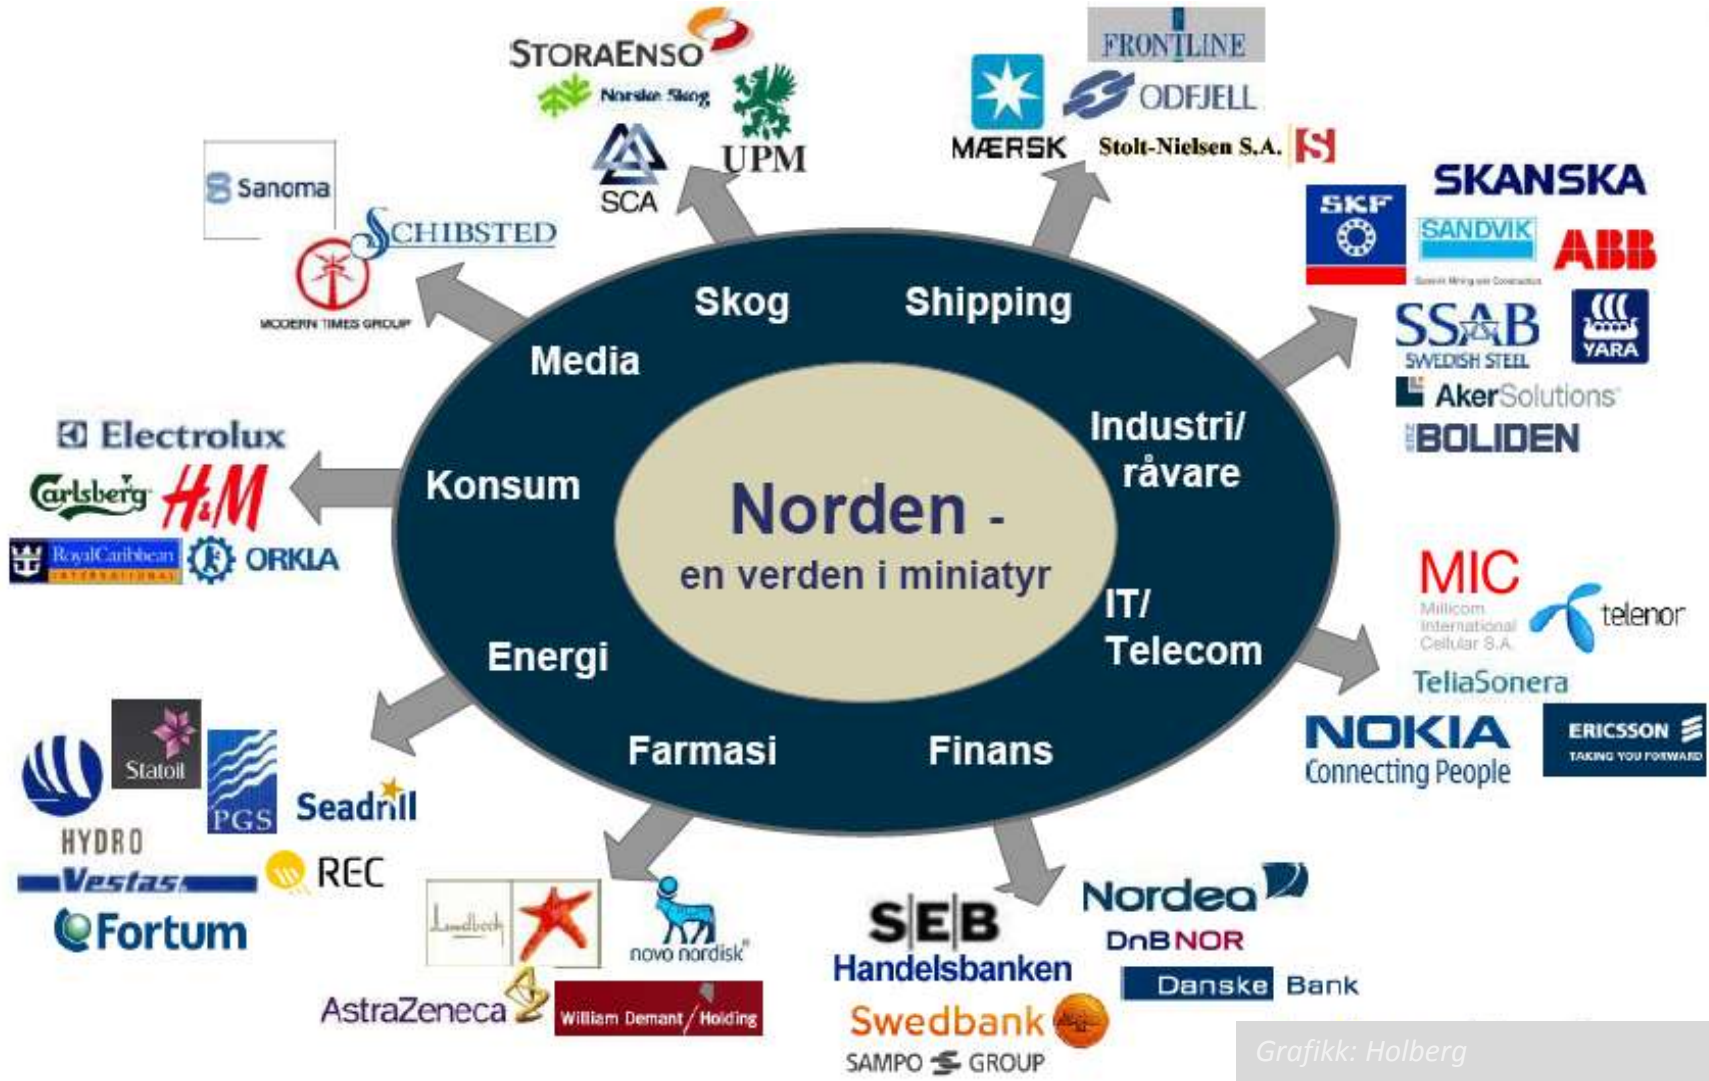 STORAENSO
Norske Skog
UPM
SCA
FRONTLINE
MÆRSK
ODFJELL
Stolt-Nielsen S.A. S
Sanoma
SCHIBSTED
MODERN TIMES GROUP
SKANSKA
SKF
SANDVIK
ABB
SSAB
SWEDISH STEEL
YARA
AkerSolutions
BOLIDEN
Skog
Shipping
Media
Industri/
råvare
Konsum
Norden -
en verden i miniatyr
IT/
Telecom
Energi
Farmasi
Finans
Electrolux
Carlsberg
H&M
RoyalCaribbean
INTERNATIONAL
ORKLA
MIC
Millicom
International
Cellular S.A.
telenor
TeliaSonera
NOKIA
Connecting People
ERICSSON
TAKING YOU FORWARD
HYDRO
Statoil
PGS
Seadrill
Vestas
REC
Fortum
Lundbeck
novo nordisk
AstraZeneca
William Demant / Holding
SEB
Handelsbanken
Swedbank
SAMPO GROUP
Nordea
DnB NOR
Danske Bank
Grafikk: Holberg